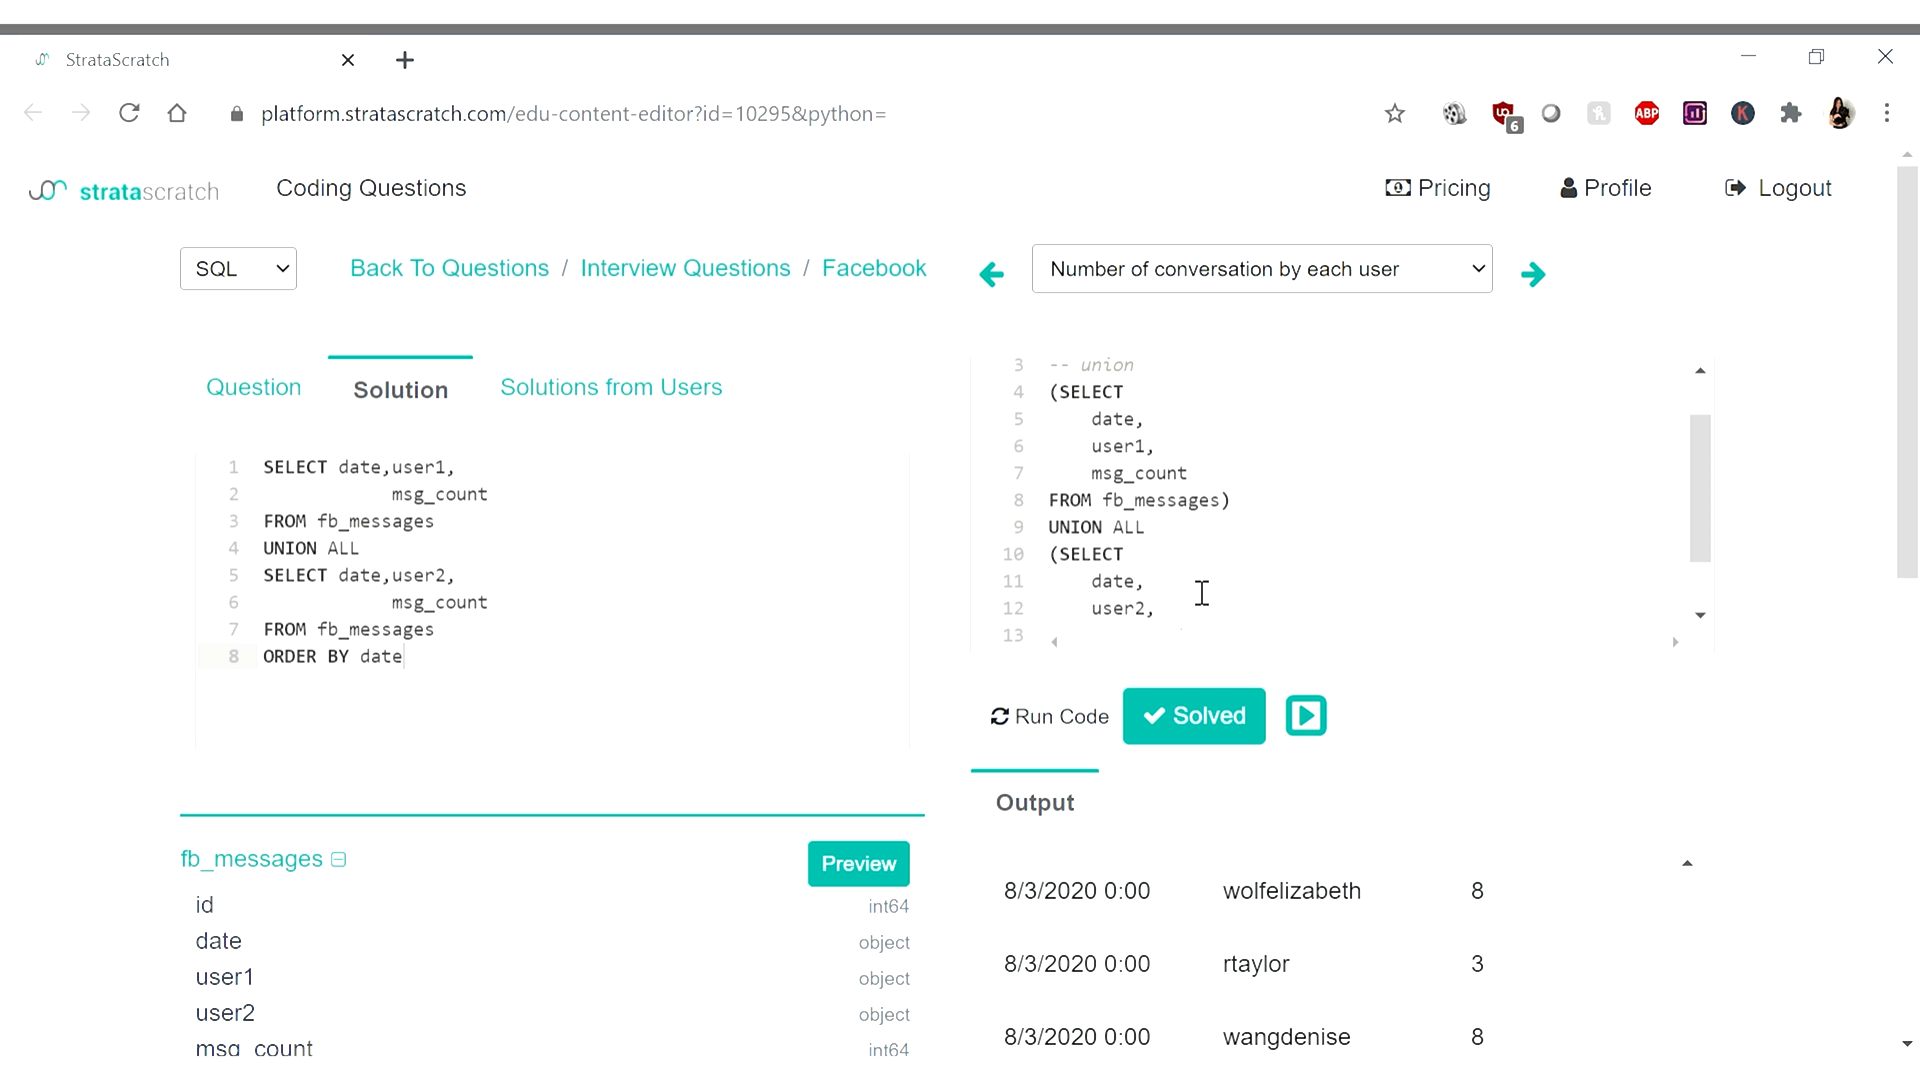 StrataScratch
platform.stratascratch.com/edu-content-editor?id=10295&python=
6
ABP
K
stratascratch
Coding Questions
Pricing
Profile
Logout
SQL
Back To Questions / Interview Questions / Facebook
Number of conversation by each user
Question
Solution
Solutions from Users
1 SELECT date,user1,
2 msg_count
3 FROM fb_messages
4 UNION ALL
5 SELECT date,user2,
6 msg_count
7 FROM fb_messages
8 ORDER BY date
3 -- union
4 (SELECT
5 date,
6 user1,
7 msg_count
8 FROM fb_messages)
9 UNION ALL
10 (SELECT
11 date,
12 user2,
13
Run Code
Solved
Output
8/3/2020 0:00 wolfelizabeth 8
8/3/2020 0:00 rtaylor 3
8/3/2020 0:00 wangdenise 8
fb_messages
Preview
id int64
date object
user1 object
user2 object
msg_count int64